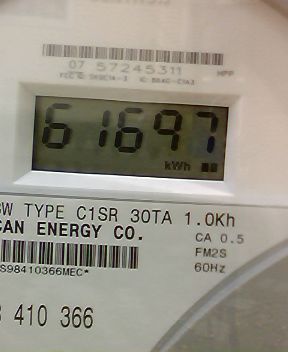 07 57245311 HPP
61697
kWh
TYPE C1SR 30TA 1.0Kh
CAN ENERGY CO.
CA 0.5
FM2S
S98410366MEC*
60Hz
410 366